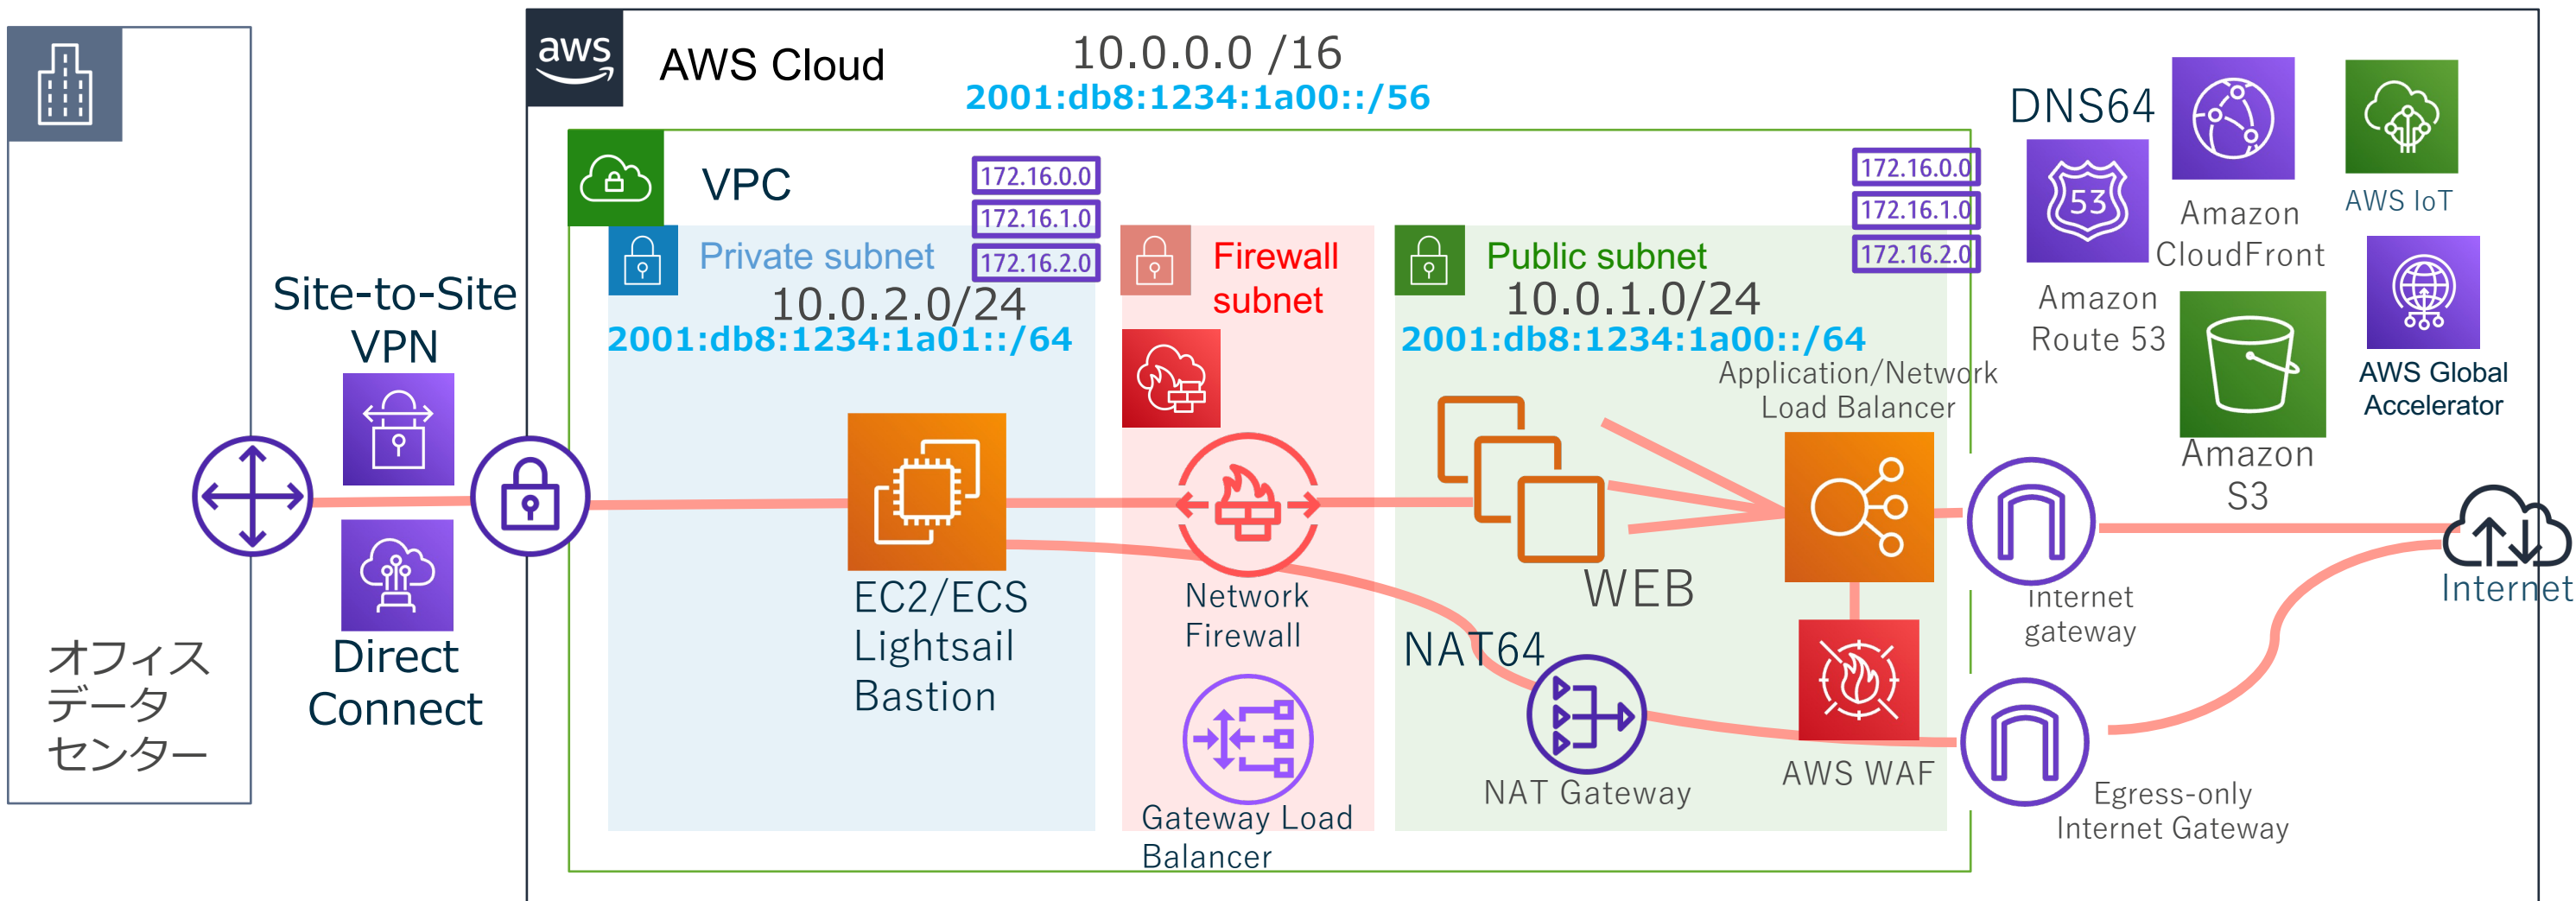 aws
AWS Cloud
10.0.0.0 /16
2001:db8:1234:1a00::/56
VPC
172.16.0.0
172.16.1.0
172.16.2.0
172.16.0.0
172.16.1.0
172.16.2.0
Private subnet
10.0.2.0/24
2001:db8:1234:1a01::/64
Firewall
subnet
Public subnet
10.0.1.0/24
2001:db8:1234:1a00::/64
DNS64
53
Amazon
Route 53
Amazon
CloudFront
AWS IoT
AWS Global
Accelerator
Amazon
S3
Site-to-Site
VPN
Direct
Connect
オフィス
データ
センター
EC2/ECS
Lightsail
Bastion
Network
Firewall
Gateway Load
Balancer
Application/Network
Load Balancer
WEB
NAT64
NAT Gateway
AWS WAF
Internet
gateway
Egress-only
Internet Gateway
Internet